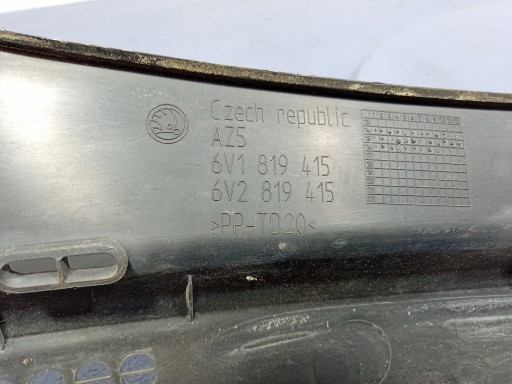 Czech republic
AZ5
6V1 819 415
6V2 819 415
>PP-TD20<